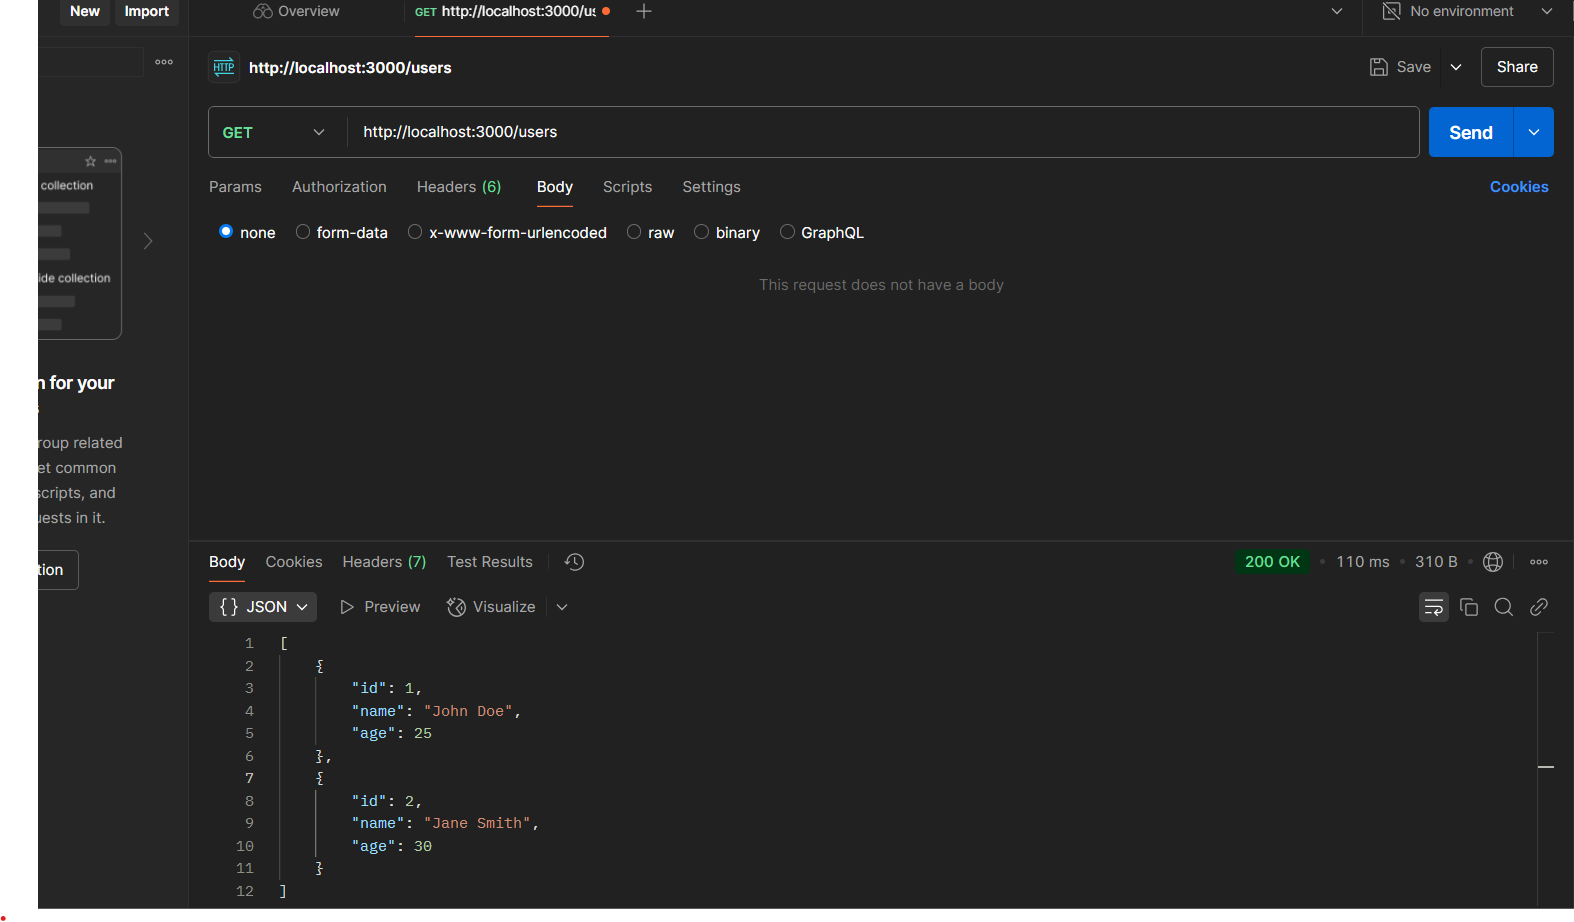 New Import Overview GET http://localhost:3000/us No environment
HTTP http://localhost:3000/users Save Share
GET http://localhost:3000/users Send
Params Authorization Headers (6) Body Scripts Settings Cookies
none form-data x-www-form-urlencoded raw binary GraphQL
This request does not have a body
collection
ide collection
n for your
roup related
et common
scripts, and
uests in it.
tion
Body Cookies Headers (7) Test Results 200 OK • 110 ms • 310 B •
{} JSON Preview Visualize
1 [
2 {
3 "id": 1,
4 "name": "John Doe",
5 "age": 25
6 },
7 {
8 "id": 2,
9 "name": "Jane Smith",
10 "age": 30
11 }
12 ]